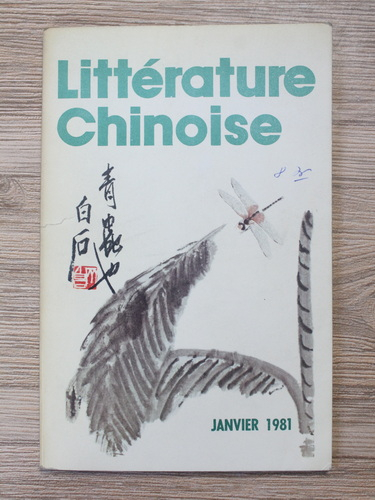 Littérature
Chinoise
白石
JANVIER 1981